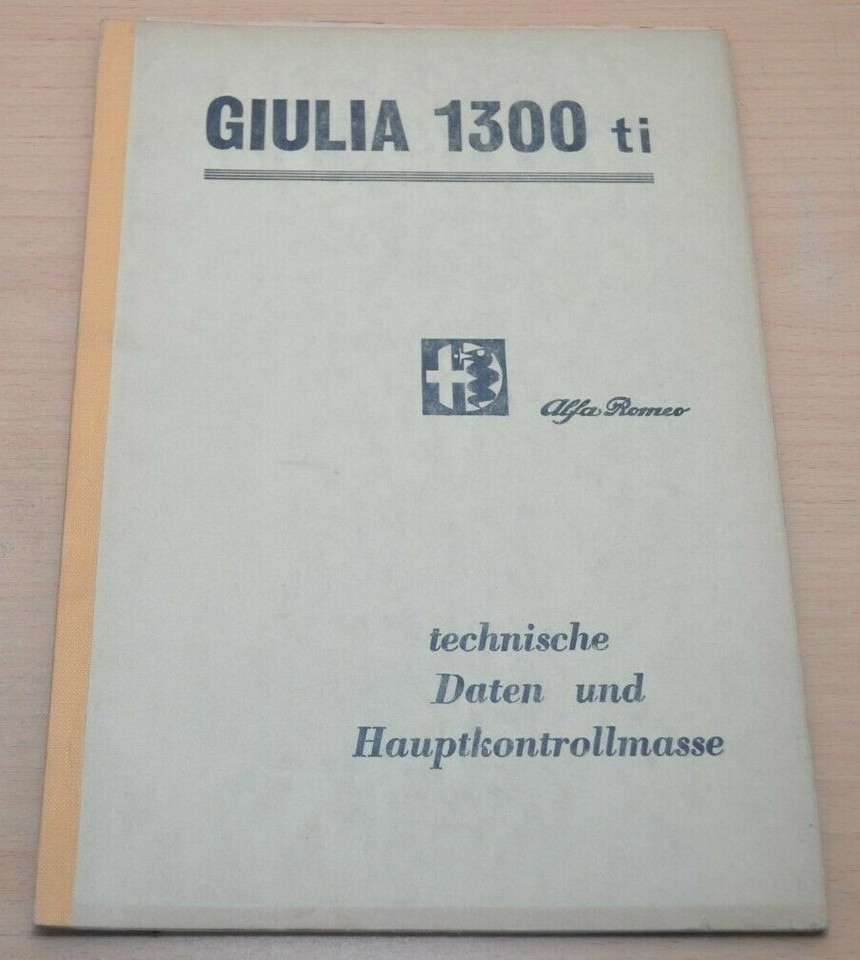 GIULIA 1300 ti
Alfa Romeo
technische
Daten und
Hauptkontrollmasse